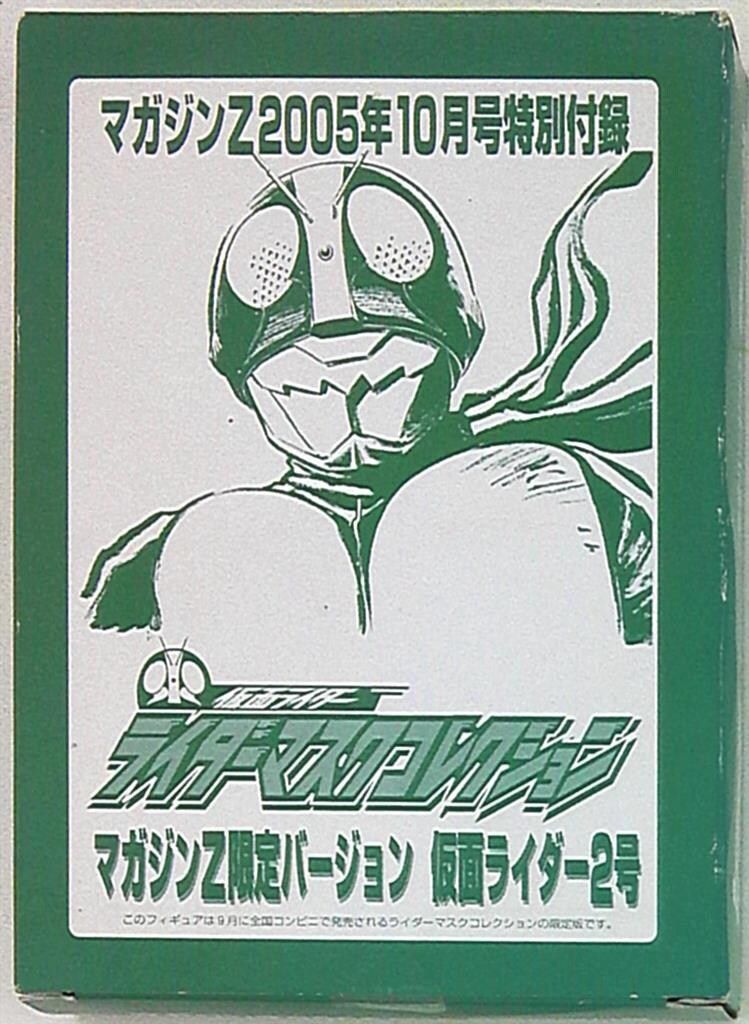 マガジンZ2005年10月号特別付録
仮面ライダー
ライダーマスクコレクション
マガジンZ限定バージョン 仮面ライダー2号
このフィギュアは9月に全国コンビニで発売されるライダーマスクコレクションの限定版です。